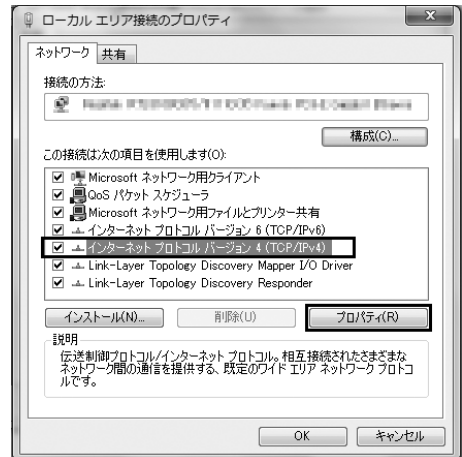 ローカル エリア接続のプロパティ
ネットワーク 共有
接続の方法:
構成(C)...
この接続は次の項目を使用します(O):
Microsoft ネットワーク用クライアント
QoS パケット スケジューラ
Microsoft ネットワーク用ファイルとプリンター共有
インターネット プロトコル バージョン 6 (TCP/IPv6)
インターネット プロトコル バージョン 4 (TCP/IPv4)
Link-Layer Topology Discovery Mapper I/O Driver
Link-Layer Topology Discovery Responder
インストール(N)... 削除(U) プロパティ(R)
説明
伝送制御プロトコル/インターネット プロトコル。相互接続されたさまざまな
ネットワーク間の通信を提供する、既定のワイド エリア ネットワーク プロトコ
ルです。
OK キャンセル